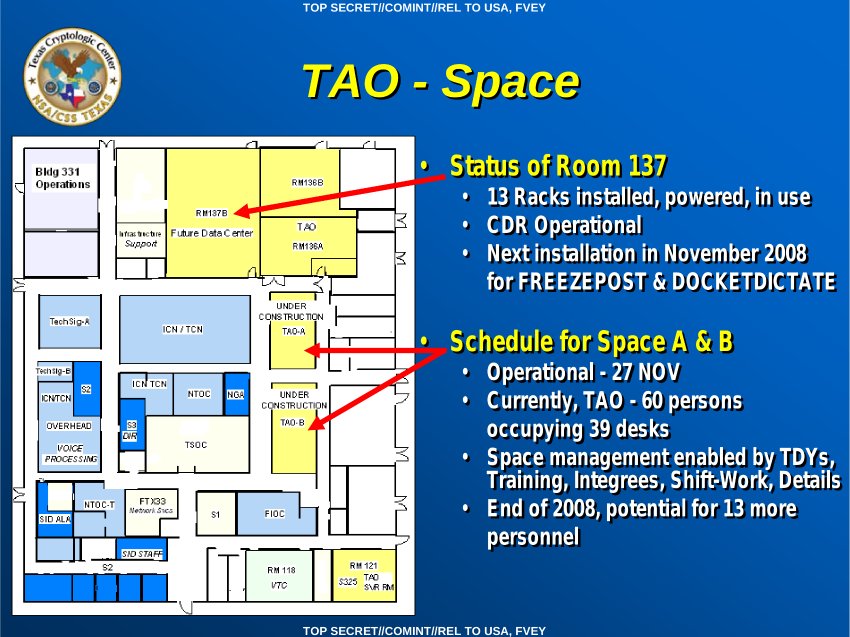 TOP SECRET//COMINT//REL TO USA, FVEY
Texas Cryptologic Center
NSA/CSS TEXAS
TAO - Space
• Status of Room 137
• 13 Racks installed, powered, in use
• CDR Operational
• Next installation in November 2008
for FREEZEPOST & DOCKETDICTATE
• Schedule for Space A & B
• Operational - 27 NOV
• Currently, TAO - 60 persons
occupying 39 desks
• Space management enabled by TDYs,
Training, Integrees, Shift-Work, Details
• End of 2008, potential for 13 more
personnel
Bldg 331
Operations
Infrastructure
Support
RM137B
Future Data Center
RM136B
TAO
RM136A
TechSig-A
ICN / TCN
UNDER
CONSTRUCTION
TAO-A
TechSig-B
ICN/TCN
S2
OVERHEAD
VOICE
PROCESSING
ICN TCN
NTOC
NGA
S3
DIR
TSOC
UNDER
CONSTRUCTION
TAO-B
SID ALA
NTOC-T
FTX33
Network Svcs
S1
FIOC
SID STAFF
S2
RM 118
VTC
RM 121
S325
TAO
SVR RM
TOP SECRET//COMINT//REL TO USA, FVEY